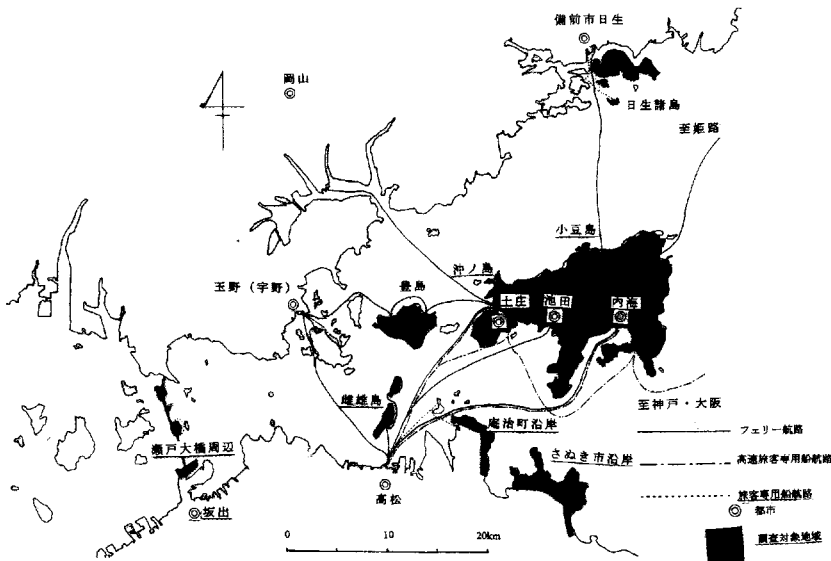 備前市日生
岡山
日生諸島
至姫路
小豆島
沖ノ島
玉野（宇野）
豊島
土庄
池田
内海
雌雄島
至神戸・大阪
庵治町沿岸
フェリー航路
瀬戸大橋周辺
さぬき市沿岸
高速旅客専用船航路
高松
旅客専用船航路
都市
坂出
0 10 20km
調査対象地域